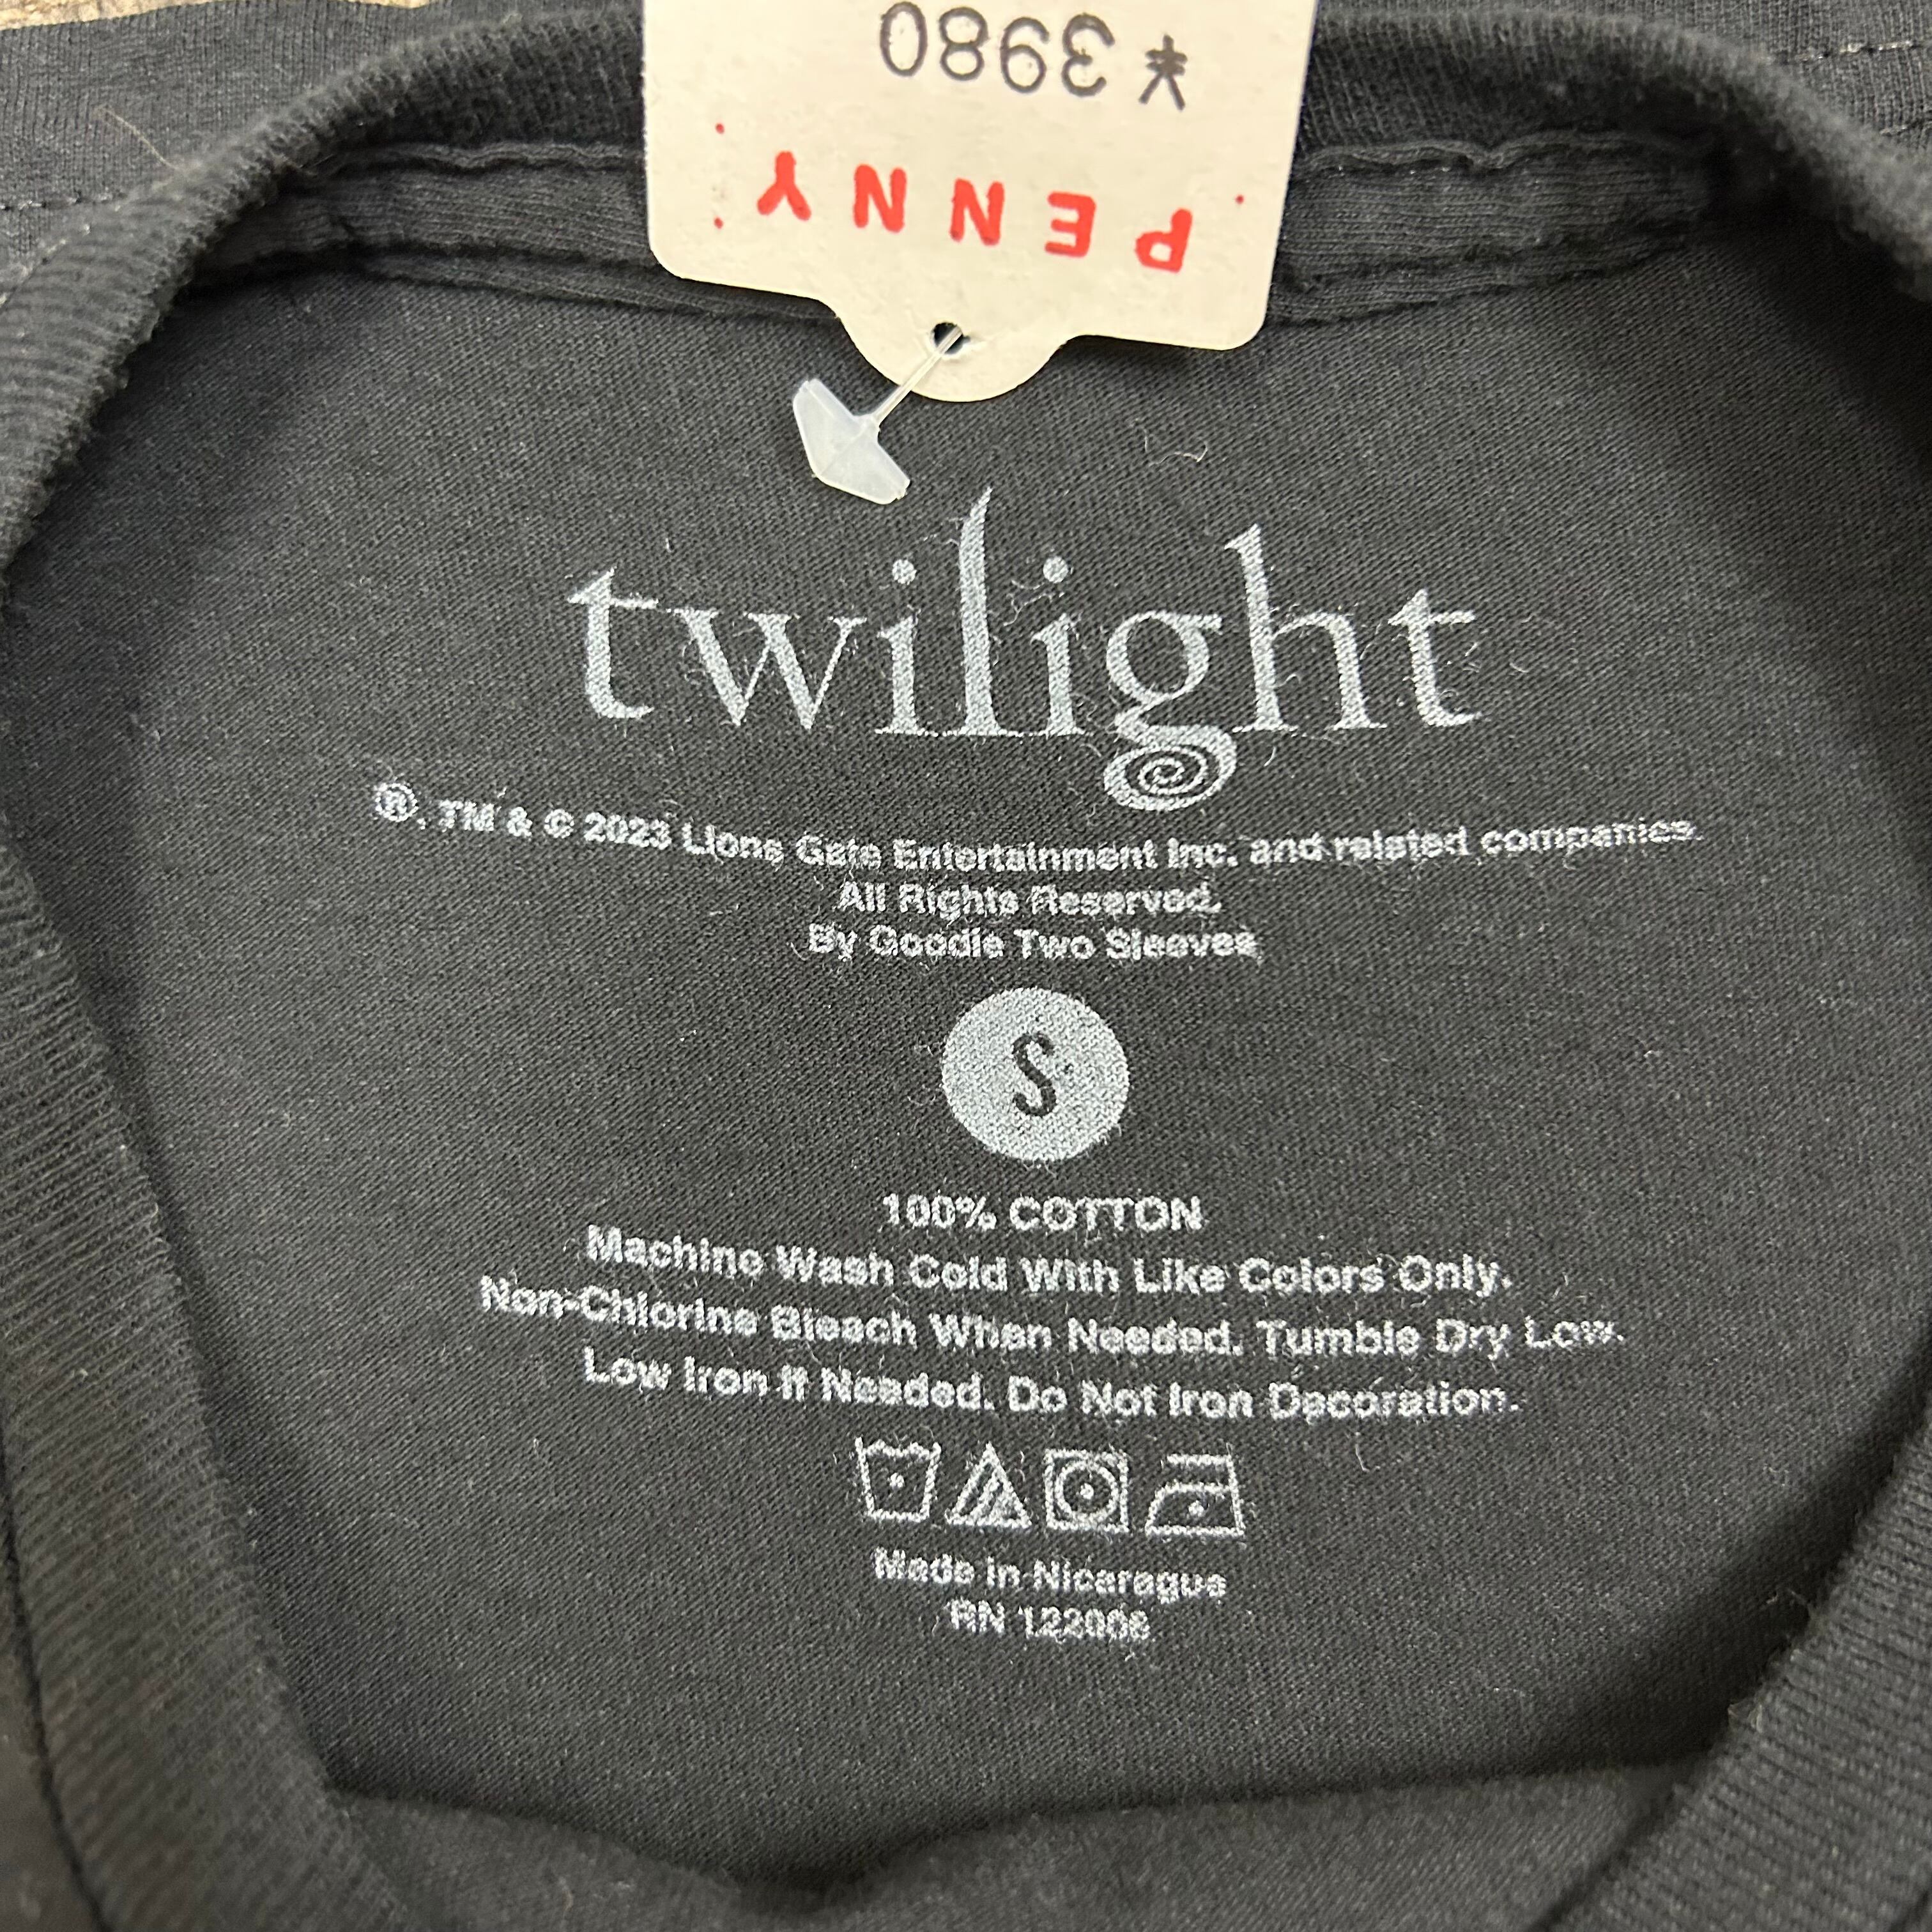 * 3980
PENNY
twilight
®, TM & © 2023 Lions Gate Entertainment Inc. and related companies.
All Rights Reserved.
By Goodie Two Sleeves
S
100% COTTON
Machine Wash Cold With Like Colors Only.
Non-Chlorine Bleach When Needed. Tumble Dry Low.
Low Iron If Needed. Do Not Iron Decoration.
Made in Nicaragua
RN 122008